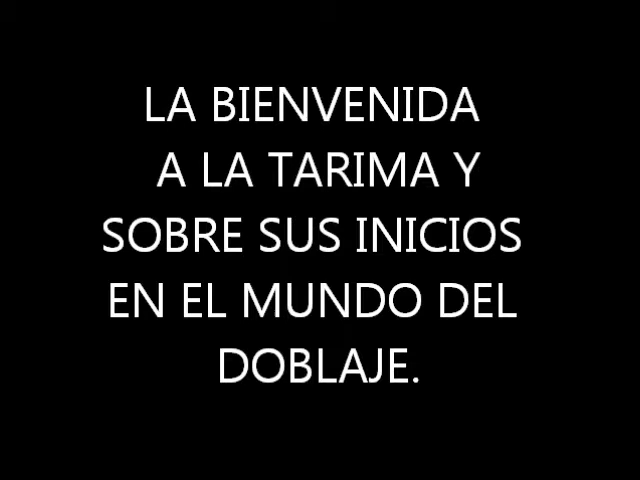 LA BIENVENIDA
A LA TARIMA Y
SOBRE SUS INICIOS
EN EL MUNDO DEL
DOBLAJE.